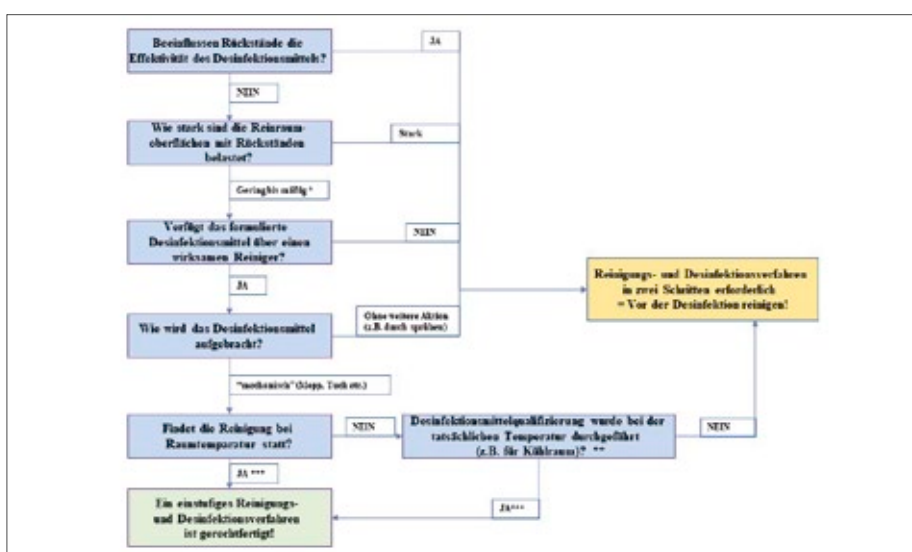 Beeinflussen Rückstände die
Effektivität des Desinfektionsmittels?
JA
NEIN
Wie stark sind die Reinraum-
oberflächen mit Rückständen
belastet?
Stark
Gering bis mäßig *
Verfügt das formulierte
Desinfektionsmittel über einen
wirksamen Reiniger?
NEIN
JA
Reinigungs- und Desinfektionsverfahren
in zwei Schritten erforderlich
= Vor der Desinfektion reinigen!
Wie wird das Desinfektionsmittel
aufgebracht?
Ohne weitere Aktion
(z.B. durch sprühen)
"mechanisch" (Mopp, Tuch etc.)
Findet die Reinigung bei
Raumtemperatur statt?
NEIN
Desinfektionsmittelqualifizierung wurde bei der
tatsächlichen Temperatur durchgeführt
(z.B. für Kühlraum)? **
NEIN
JA ***
JA***
Ein einstufiges Reinigungs-
und Desinfektionsverfahren
ist gerechtfertigt!